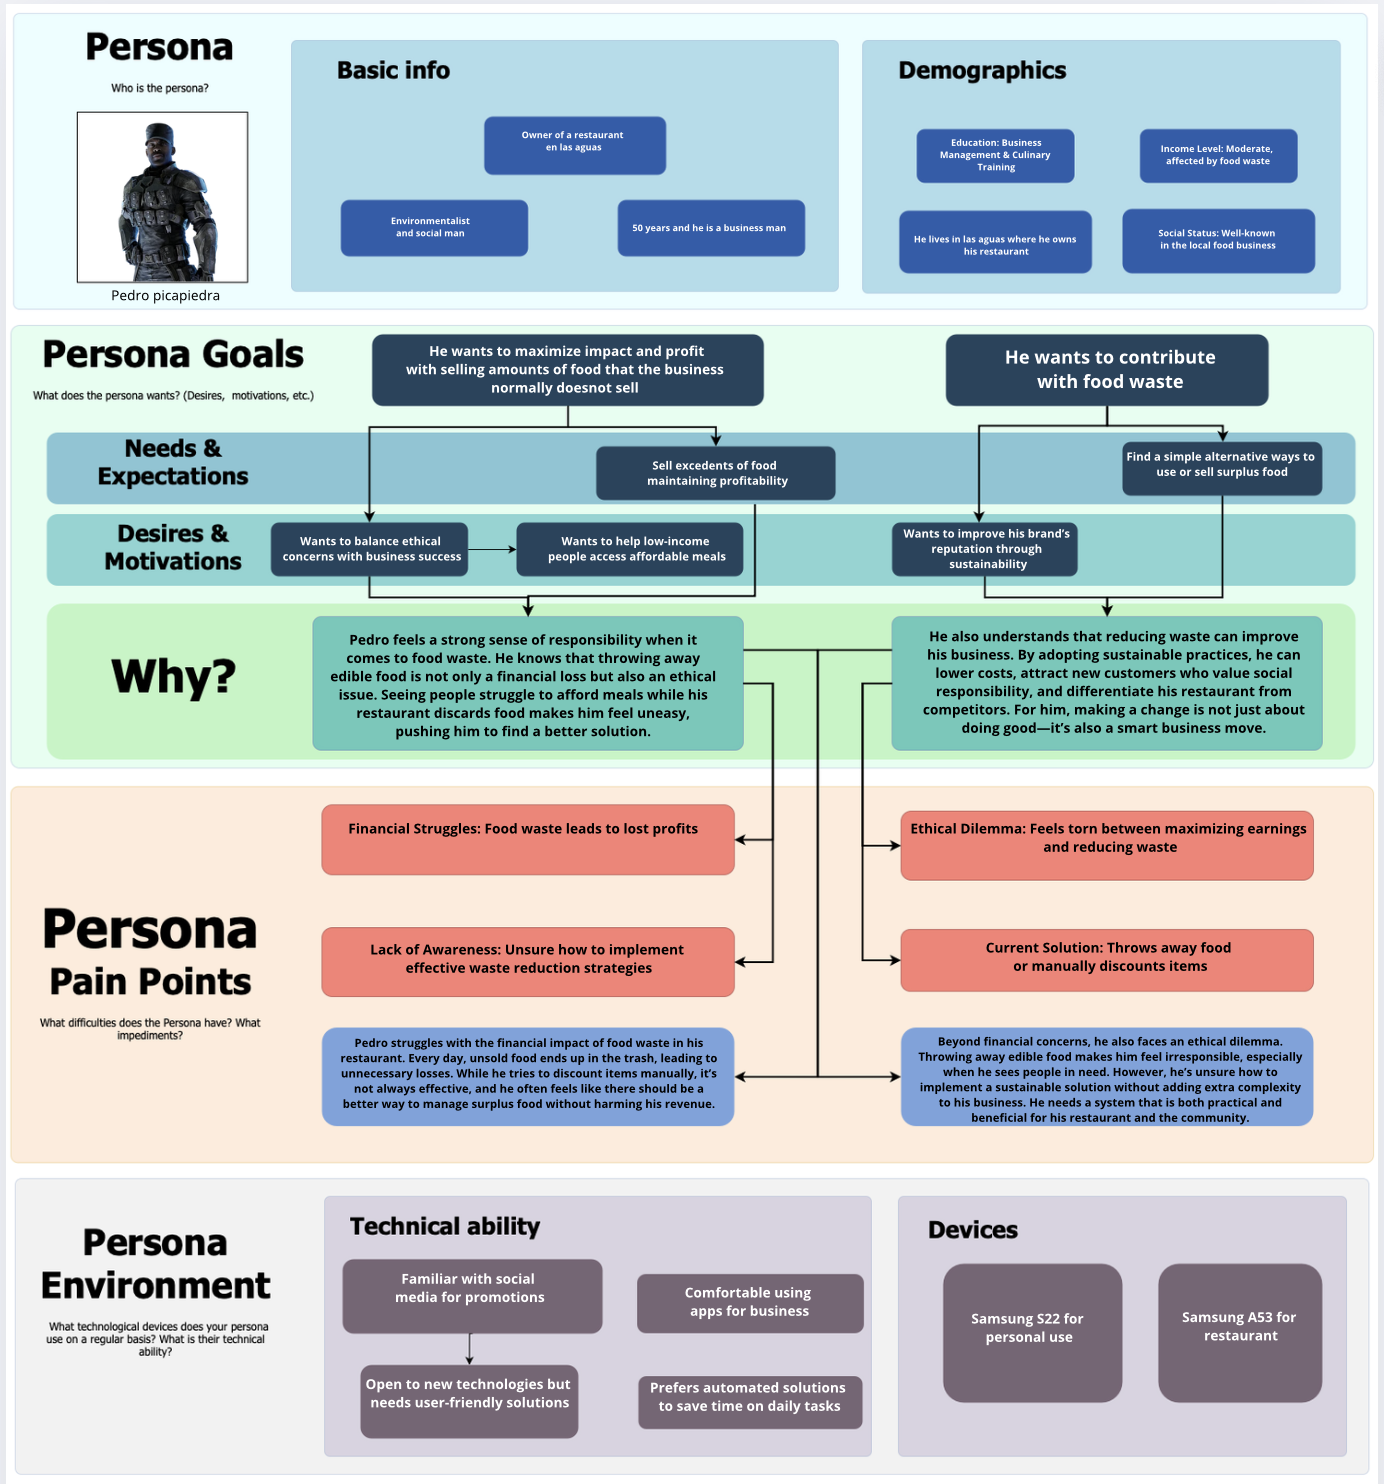 Persona
Who is the persona?
Pedro picapiedra
Basic info
Owner of a restaurant
en las aguas
Environmentalist
and social man
50 years and he is a business man
Demographics
Education: Business
Management & Culinary
Training
Income Level: Moderate,
affected by food waste
He lives in las aguas where he owns
his restaurant
Social Status: Well-known
in the local food business
Persona Goals
What does the persona wants? (Desires, motivations, etc.)
He wants to maximize impact and profit
with selling amounts of food that the business
normally doesnot sell
He wants to contribute
with food waste
Needs &
Expectations
Sell excedents of food
maintaining profitability
Find a simple alternative ways to
use or sell surplus food
Desires &
Motivations
Wants to balance ethical
concerns with business success
Wants to help low-income
people access affordable meals
Wants to improve his brand's
reputation through
sustainability
Why?
Pedro feels a strong sense of responsibility when it
comes to food waste. He knows that throwing away
edible food is not only a financial loss but also an ethical
issue. Seeing people struggle to afford meals while his
restaurant discards food makes him feel uneasy,
pushing him to find a better solution.
He also understands that reducing waste can improve
his business. By adopting sustainable practices, he can
lower costs, attract new customers who value social
responsibility, and differentiate his restaurant from
competitors. For him, making a change is not just about
doing good—it's also a smart business move.
Persona
Pain Points
What difficulties does the Persona have? What
impediments?
Financial Struggles: Food waste leads to lost profits
Ethical Dilemma: Feels torn between maximizing earnings
and reducing waste
Lack of Awareness: Unsure how to implement
effective waste reduction strategies
Current Solution: Throws away food
or manually discounts items
Pedro struggles with the financial impact of food waste in his
restaurant. Every day, unsold food ends up in the trash, leading to
unnecessary losses. While he tries to discount items manually, it's
not always effective, and he often feels like there should be a
better way to manage surplus food without harming his revenue.
Beyond financial concerns, he also faces an ethical dilemma.
Throwing away edible food makes him feel irresponsible, especially
when he sees people in need. However, he's unsure how to
implement a sustainable solution without adding extra complexity
to his business. He needs a system that is both practical and
beneficial for his restaurant and the community.
Persona
Environment
What technological devices does your persona
use on a regular basis? What is their technical
ability?
Technical ability
Familiar with social
media for promotions
Comfortable using
apps for business
Open to new technologies but
needs user-friendly solutions
Prefers automated solutions
to save time on daily tasks
Devices
Samsung S22 for
personal use
Samsung A53 for
restaurant